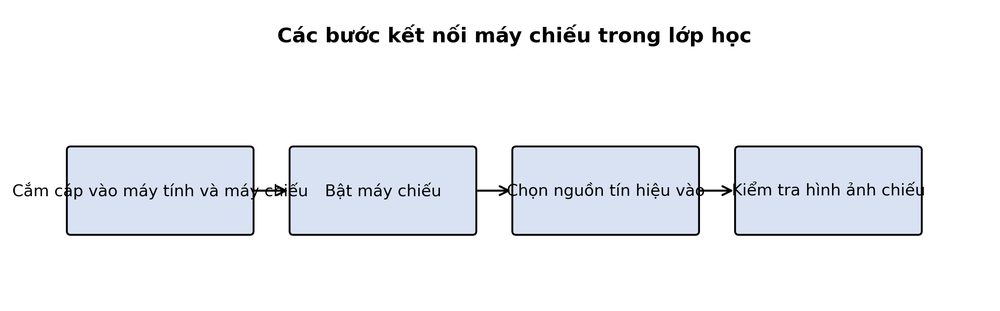 Các bước kết nối máy chiếu trong lớp học
Cắm cáp vào máy tính và máy chiếu
Bật máy chiếu
Chọn nguồn tín hiệu vào
Kiểm tra hình ảnh chiếu